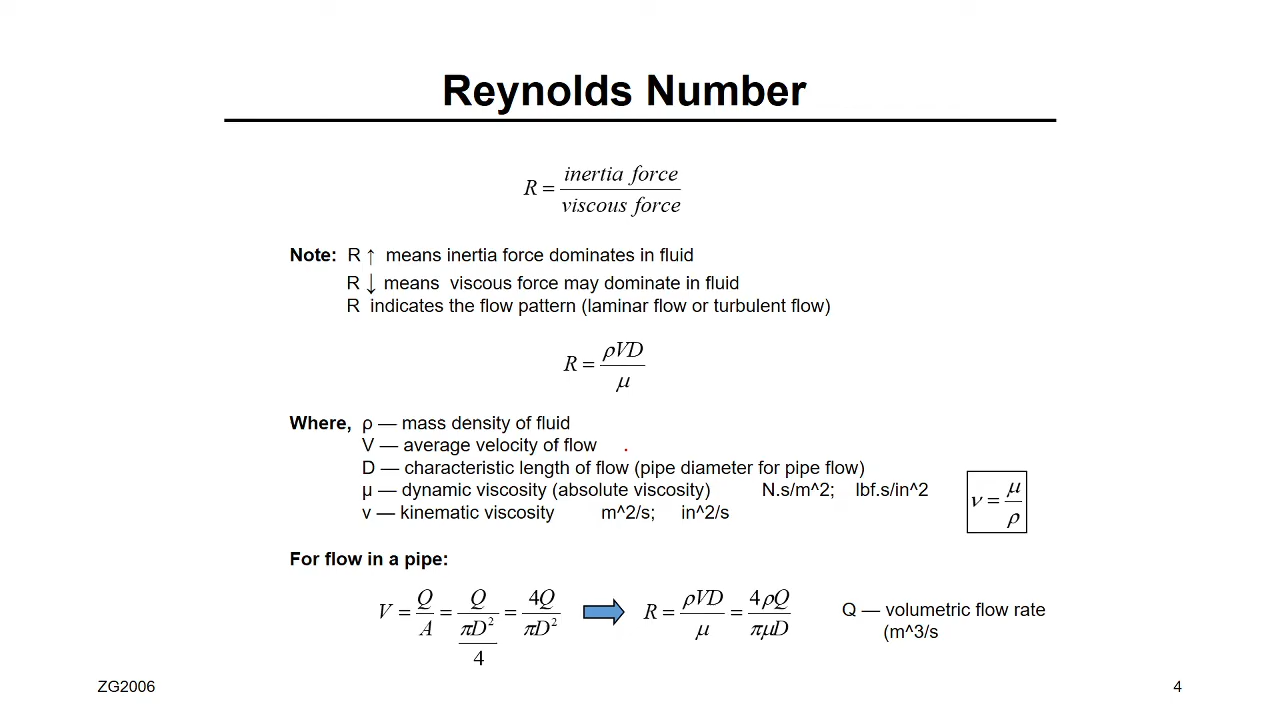 Reynolds Number
R = inertia force / viscous force
Note: R ↑ means inertia force dominates in fluid
R ↓ means viscous force may dominate in fluid
R indicates the flow pattern (laminar flow or turbulent flow)
R = ρVD / μ
Where, ρ — mass density of fluid
V — average velocity of flow
D — characteristic length of flow (pipe diameter for pipe flow)
μ — dynamic viscosity (absolute viscosity) N.s/m^2; lbf.s/in^2
ν — kinematic viscosity m^2/s; in^2/s
ν = μ / ρ
For flow in a pipe:
V = Q / A = Q / (πD² / 4) = 4Q / πD² R = ρVD / μ = 4ρQ / πμD
Q — volumetric flow rate
(m^3/s
ZG2006
4